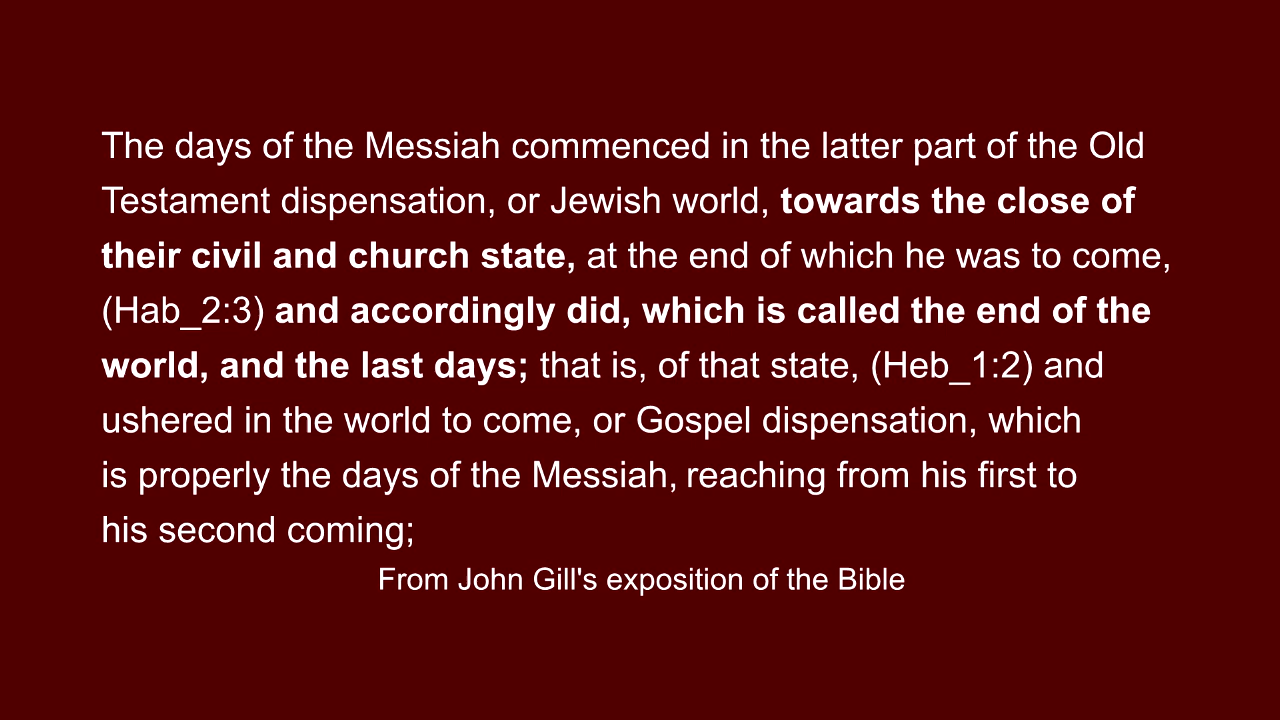 The days of the Messiah commenced in the latter part of the Old
Testament dispensation, or Jewish world, towards the close of
their civil and church state, at the end of which he was to come,
(Hab_2:3) and accordingly did, which is called the end of the
world, and the last days; that is, of that state, (Heb_1:2) and
ushered in the world to come, or Gospel dispensation, which
is properly the days of the Messiah, reaching from his first to
his second coming;
From John Gill's exposition of the Bible